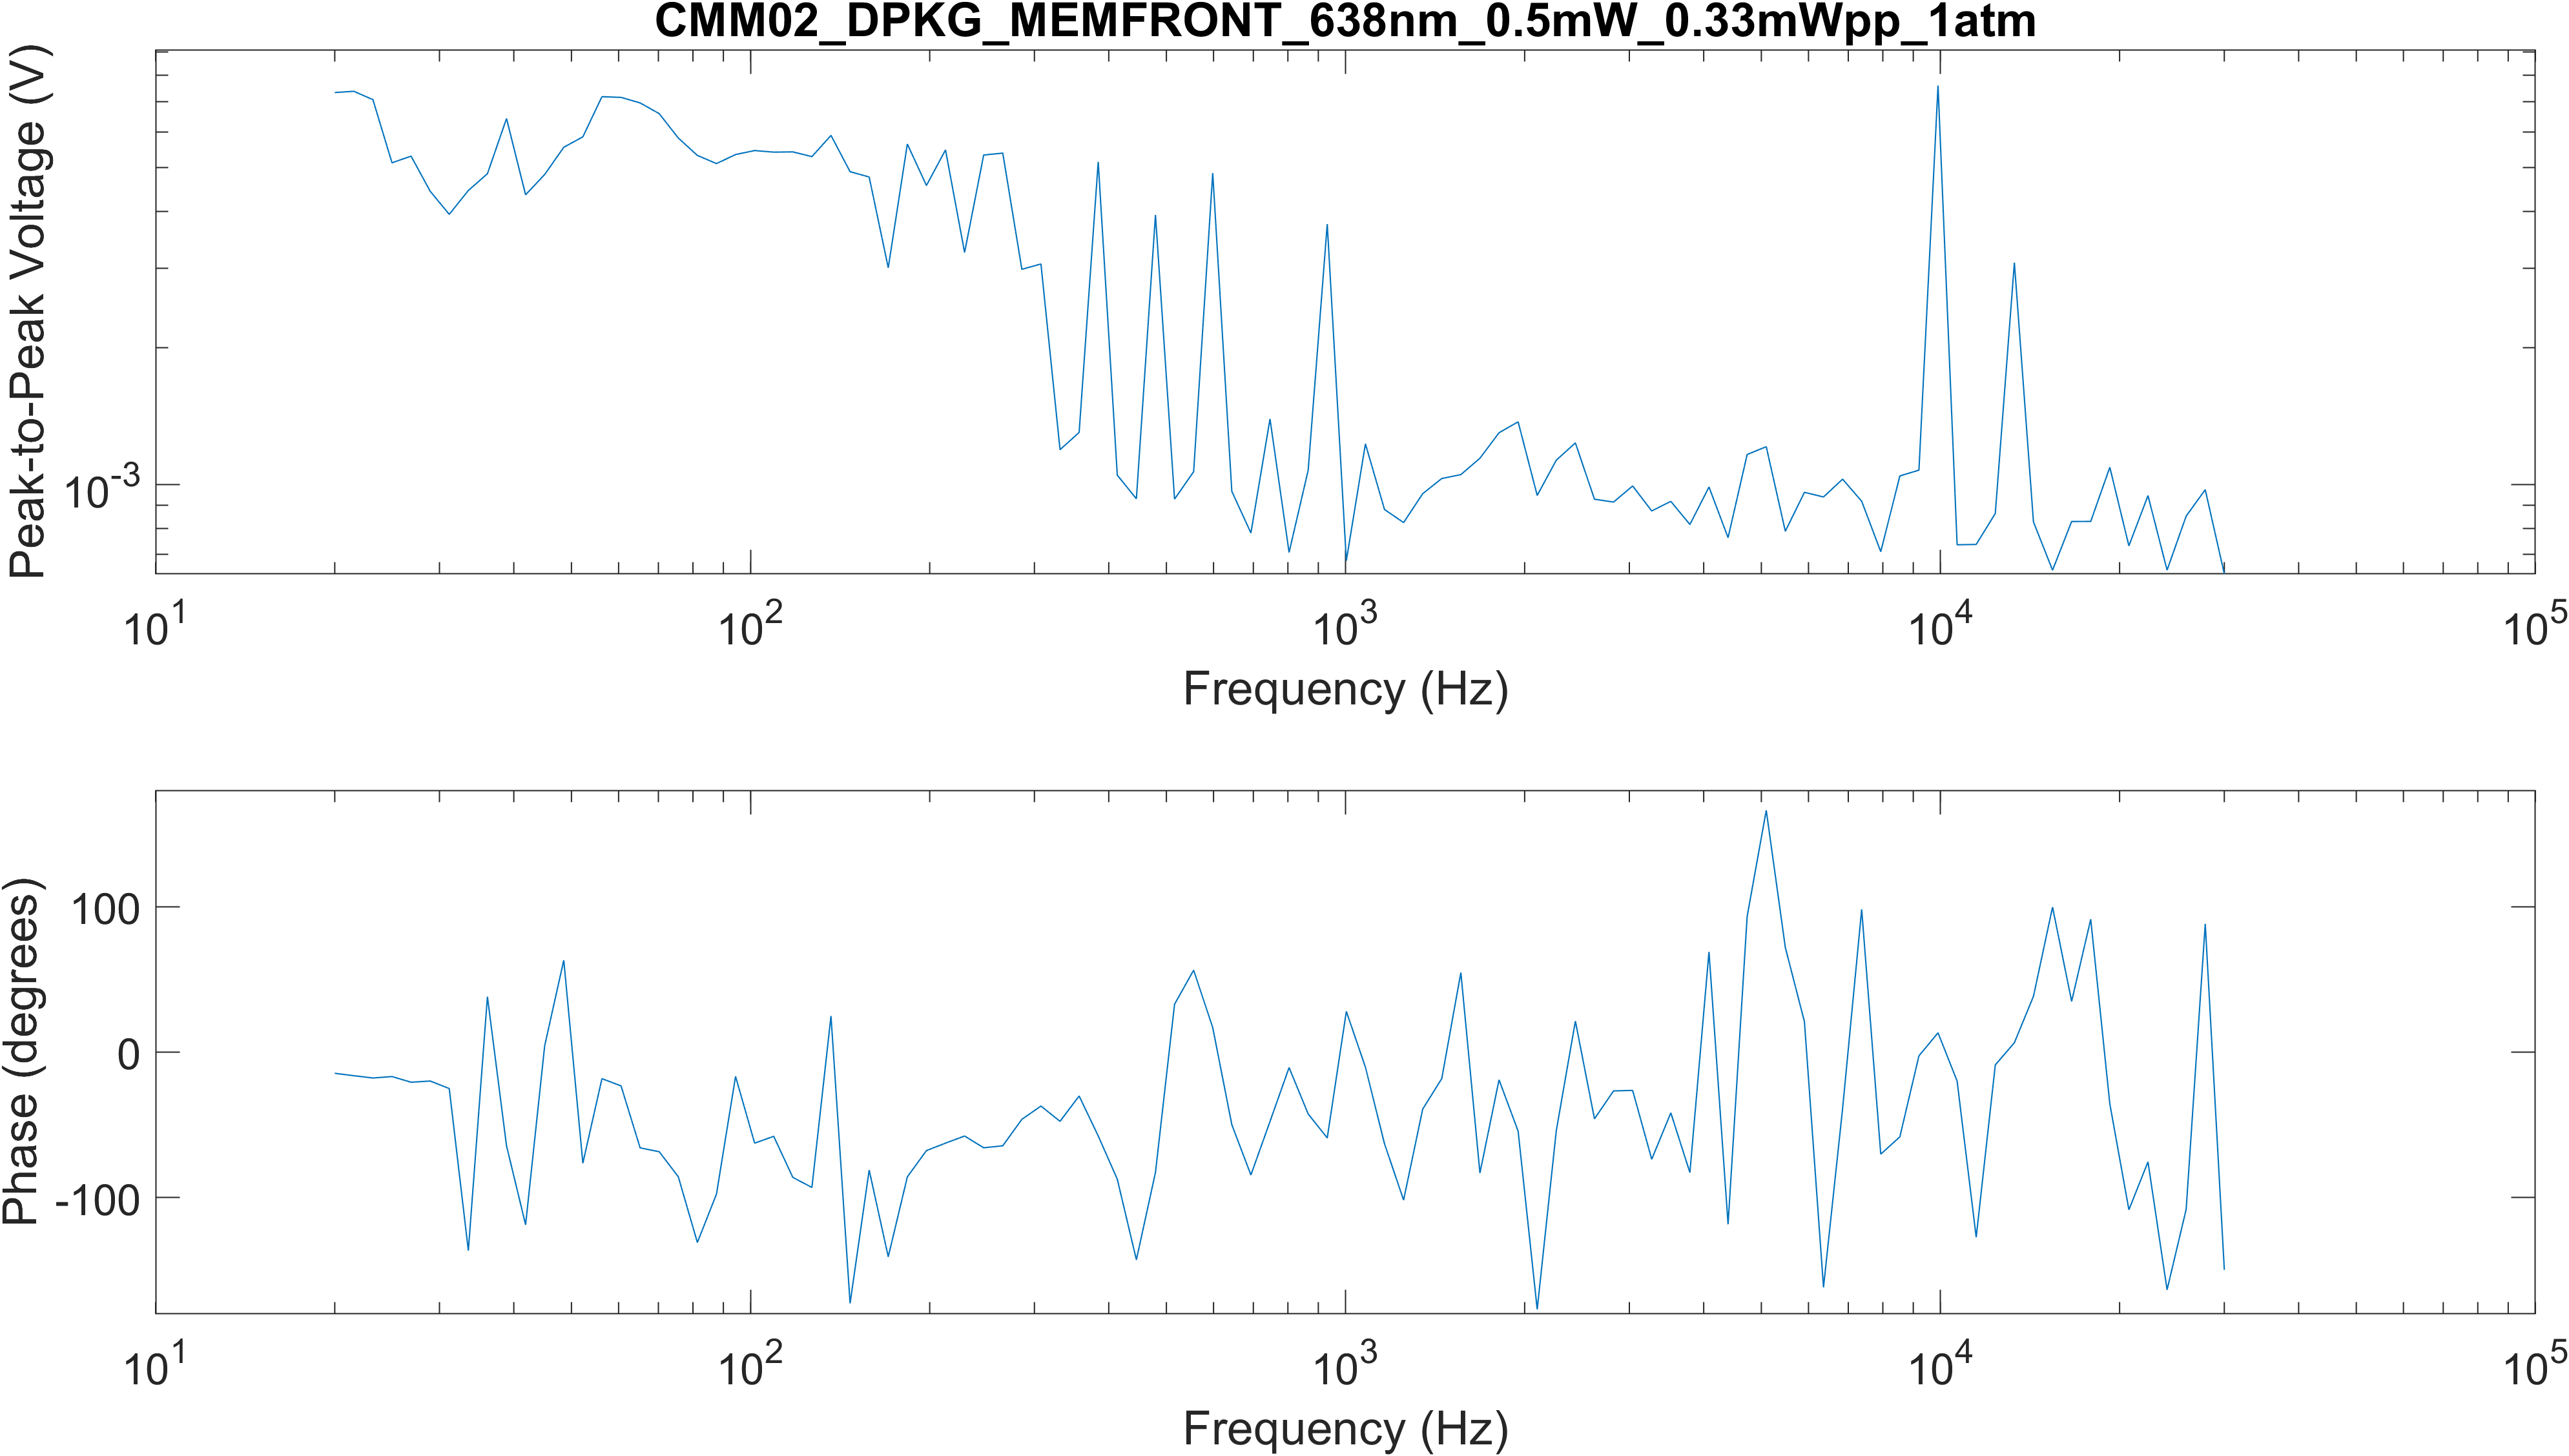 CMM02_DPKG_MEMFRONT_638nm_0.5mW_0.33mWpp_1atm
Peak-to-Peak Voltage (V)
10-3
101 102 103 104 105
Frequency (Hz)
Phase (degrees)
100
0
-100
101 102 103 104 105
Frequency (Hz)